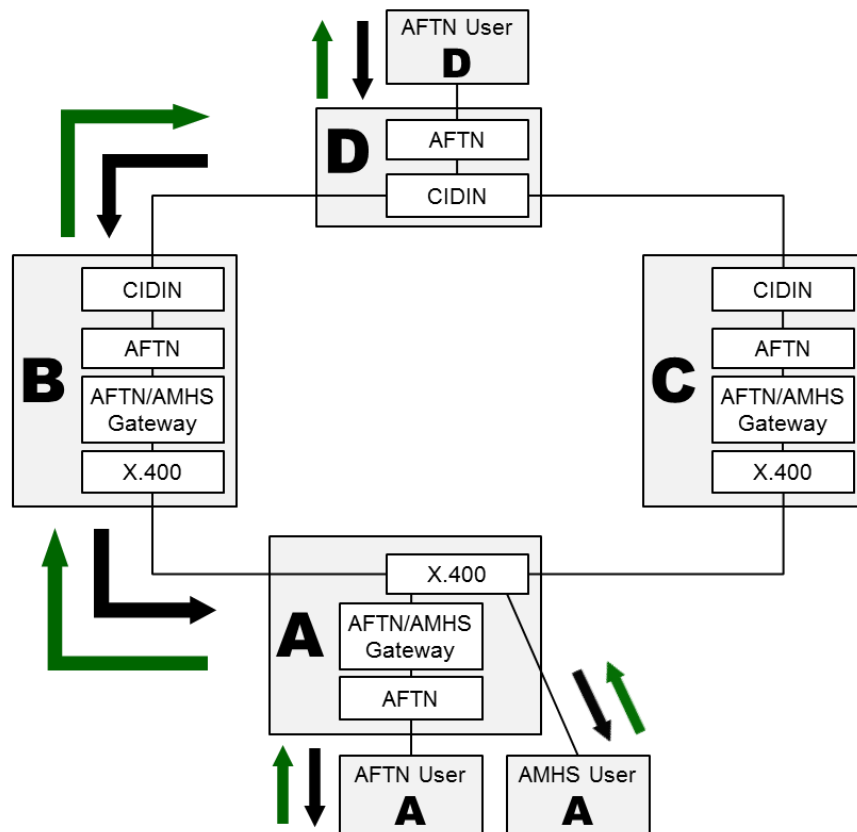 AFTN User
D
D
AFTN
CIDIN
B
CIDIN
AFTN
AFTN/AMHS
Gateway
X.400
C
CIDIN
AFTN
AFTN/AMHS
Gateway
X.400
A
X.400
AFTN/AMHS
Gateway
AFTN
AFTN User
A
AMHS User
A